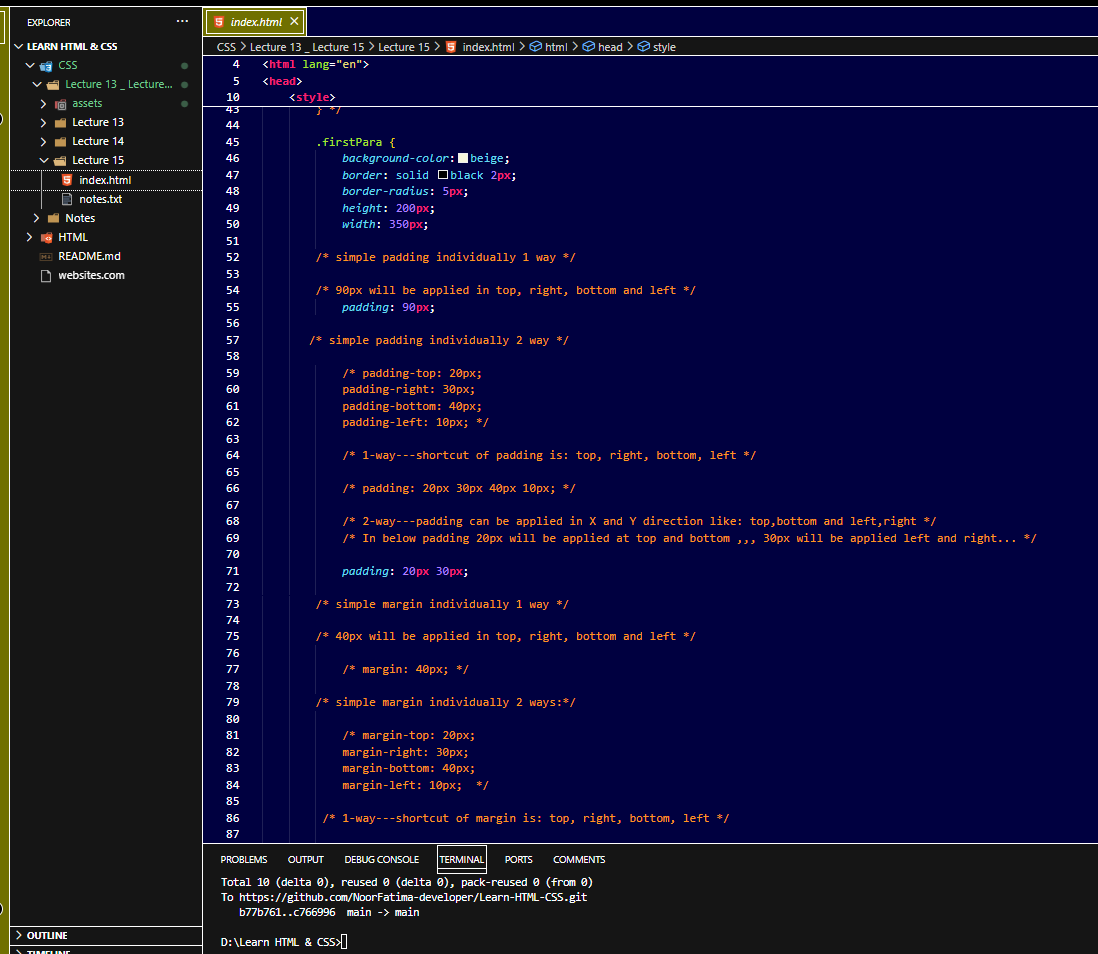 EXPLORER
LEARN HTML & CSS
CSS
Lecture 13 _ Lecture...
assets
Lecture 13
Lecture 14
Lecture 15
index.html
notes.txt
Notes
HTML
README.md
websites.com
OUTLINE
TIMELINE
index.html
CSS > Lecture 13 _ Lecture 15 > Lecture 15 > index.html > html > head > style
4 <html lang="en">
5 <head>
10 <style>
43 } */
44
45 .firstPara {
46 background-color: beige;
47 border: solid black 2px;
48 border-radius: 5px;
49 height: 200px;
50 width: 350px;
51
52 /* simple padding individually 1 way */
53
54 /* 90px will be applied in top, right, bottom and left */
55 padding: 90px;
56
57 /* simple padding individually 2 way */
58
59 /* padding-top: 20px;
60 padding-right: 30px;
61 padding-bottom: 40px;
62 padding-left: 10px; */
63
64 /* 1-way---shortcut of padding is: top, right, bottom, left */
65
66 /* padding: 20px 30px 40px 10px; */
67
68 /* 2-way---padding can be applied in X and Y direction like: top,bottom and left,right */
69 /* In below padding 20px will be applied at top and bottom ,,, 30px will be applied left and right... */
70
71 padding: 20px 30px;
72
73 /* simple margin individually 1 way */
74
75 /* 40px will be applied in top, right, bottom and left */
76
77 /* margin: 40px; */
78
79 /* simple margin individually 2 ways:*/
80
81 /* margin-top: 20px;
82 margin-right: 30px;
83 margin-bottom: 40px;
84 margin-left: 10px;  */
85
86 /* 1-way---shortcut of margin is: top, right, bottom, left */
87
PROBLEMS OUTPUT DEBUG CONSOLE TERMINAL PORTS COMMENTS
Total 10 (delta 0), reused 0 (delta 0), pack-reused 0 (from 0)
To https://github.com/NoorFatima-developer/Learn-HTML-CSS.git
b77b761..c766996  main -> main
D:\Learn HTML & CSS>